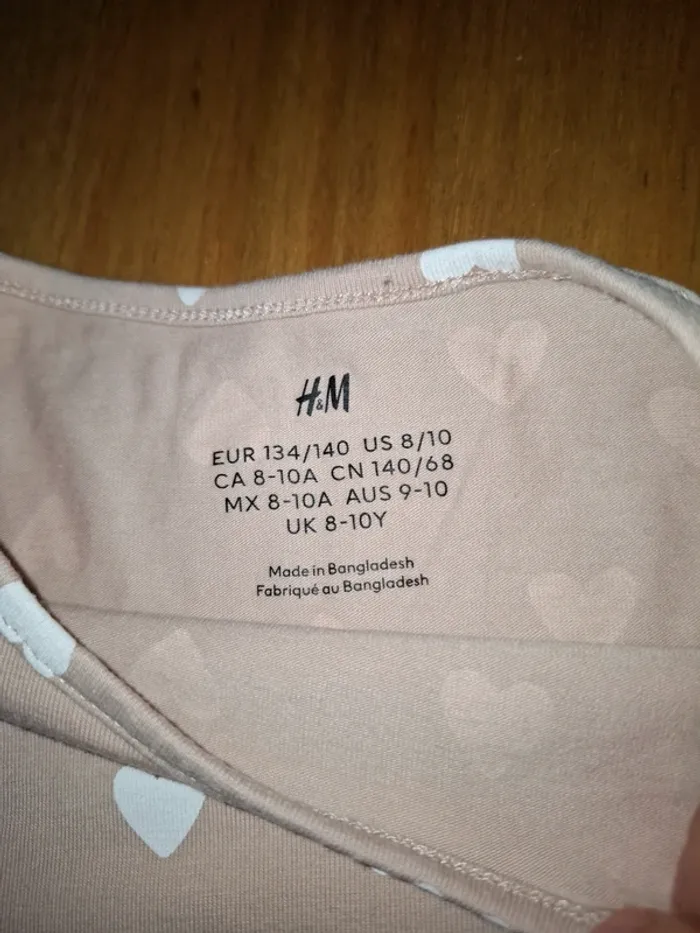 H&M
EUR 134/140 US 8/10
CA 8-10A CN 140/68
MX 8-10A AUS 9-10
UK 8-10Y
Made in Bangladesh
Fabriqué au Bangladesh